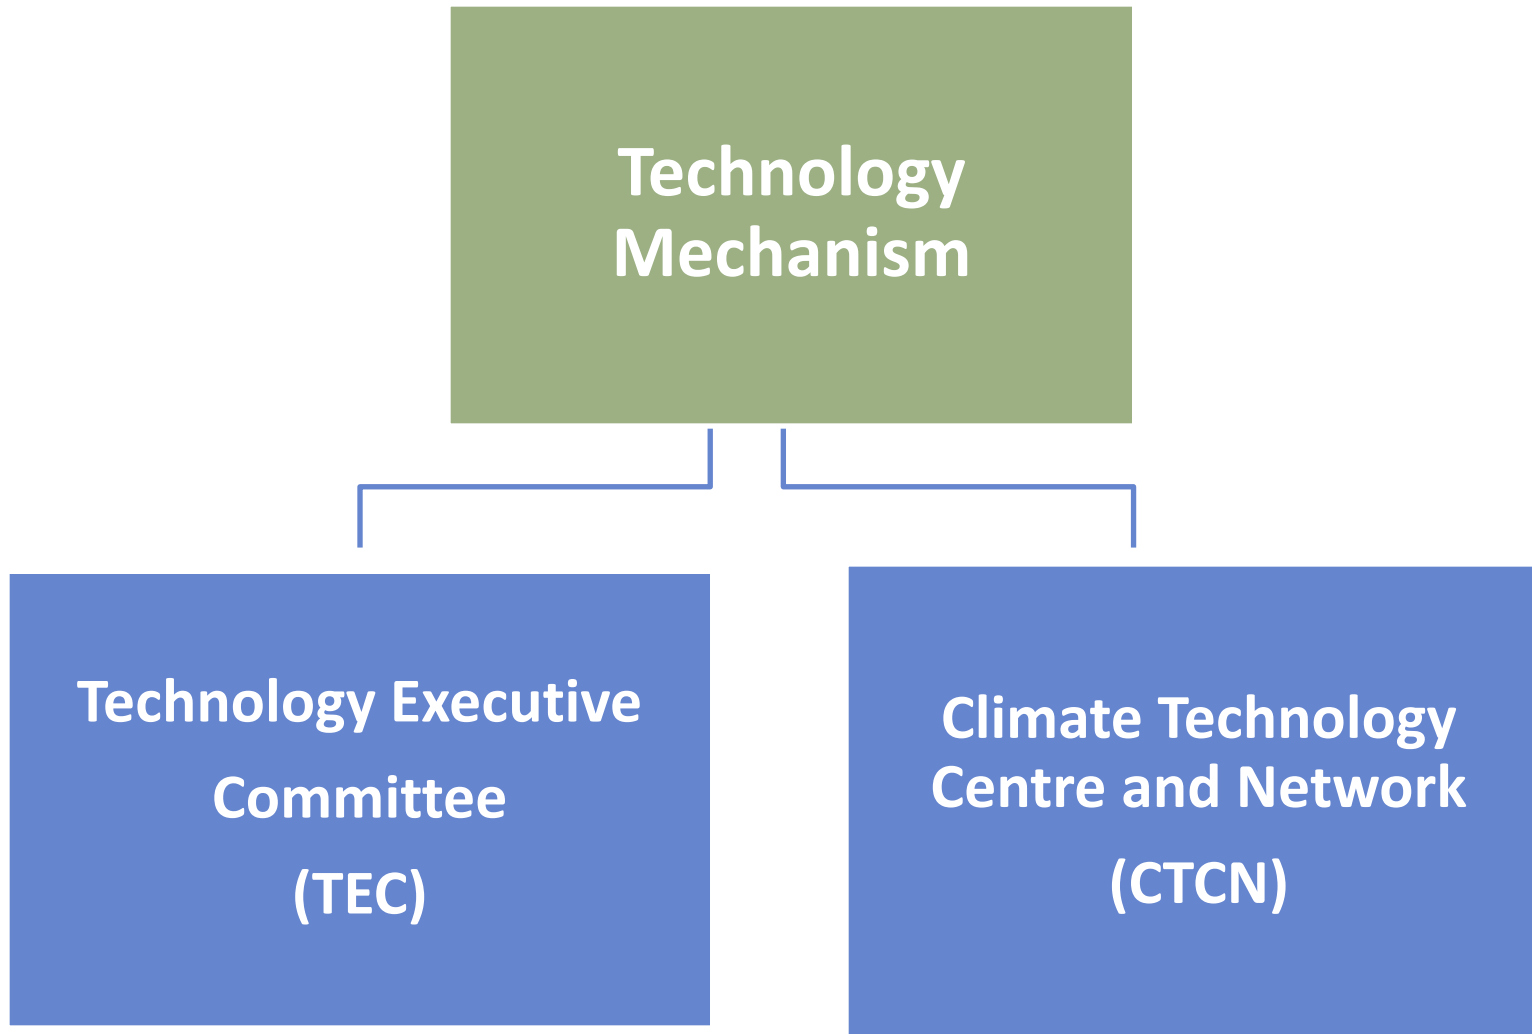 Technology
Mechanism
Technology Executive
Committee
(TEC)
Climate Technology
Centre and Network
(CTCN)